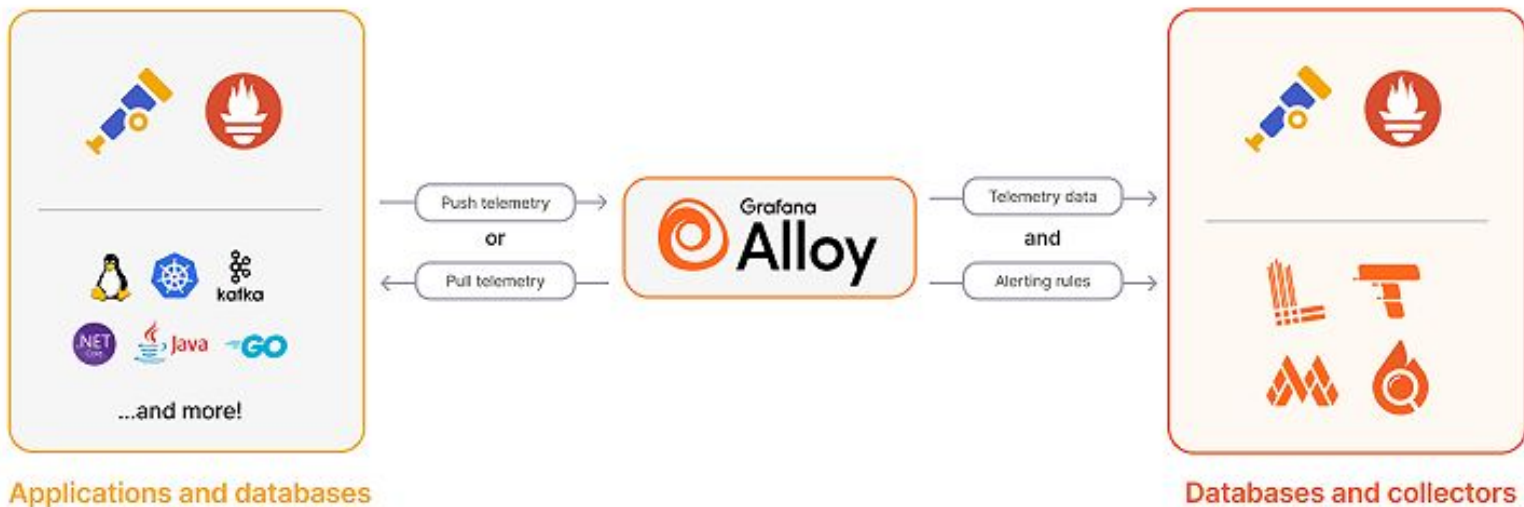 kafka
.NET
Core
Java
GO
...and more!
Applications and databases
Push telemetry
or
Pull telemetry
Grafana
Alloy
Telemetry data
and
Alerting rules
Databases and collectors